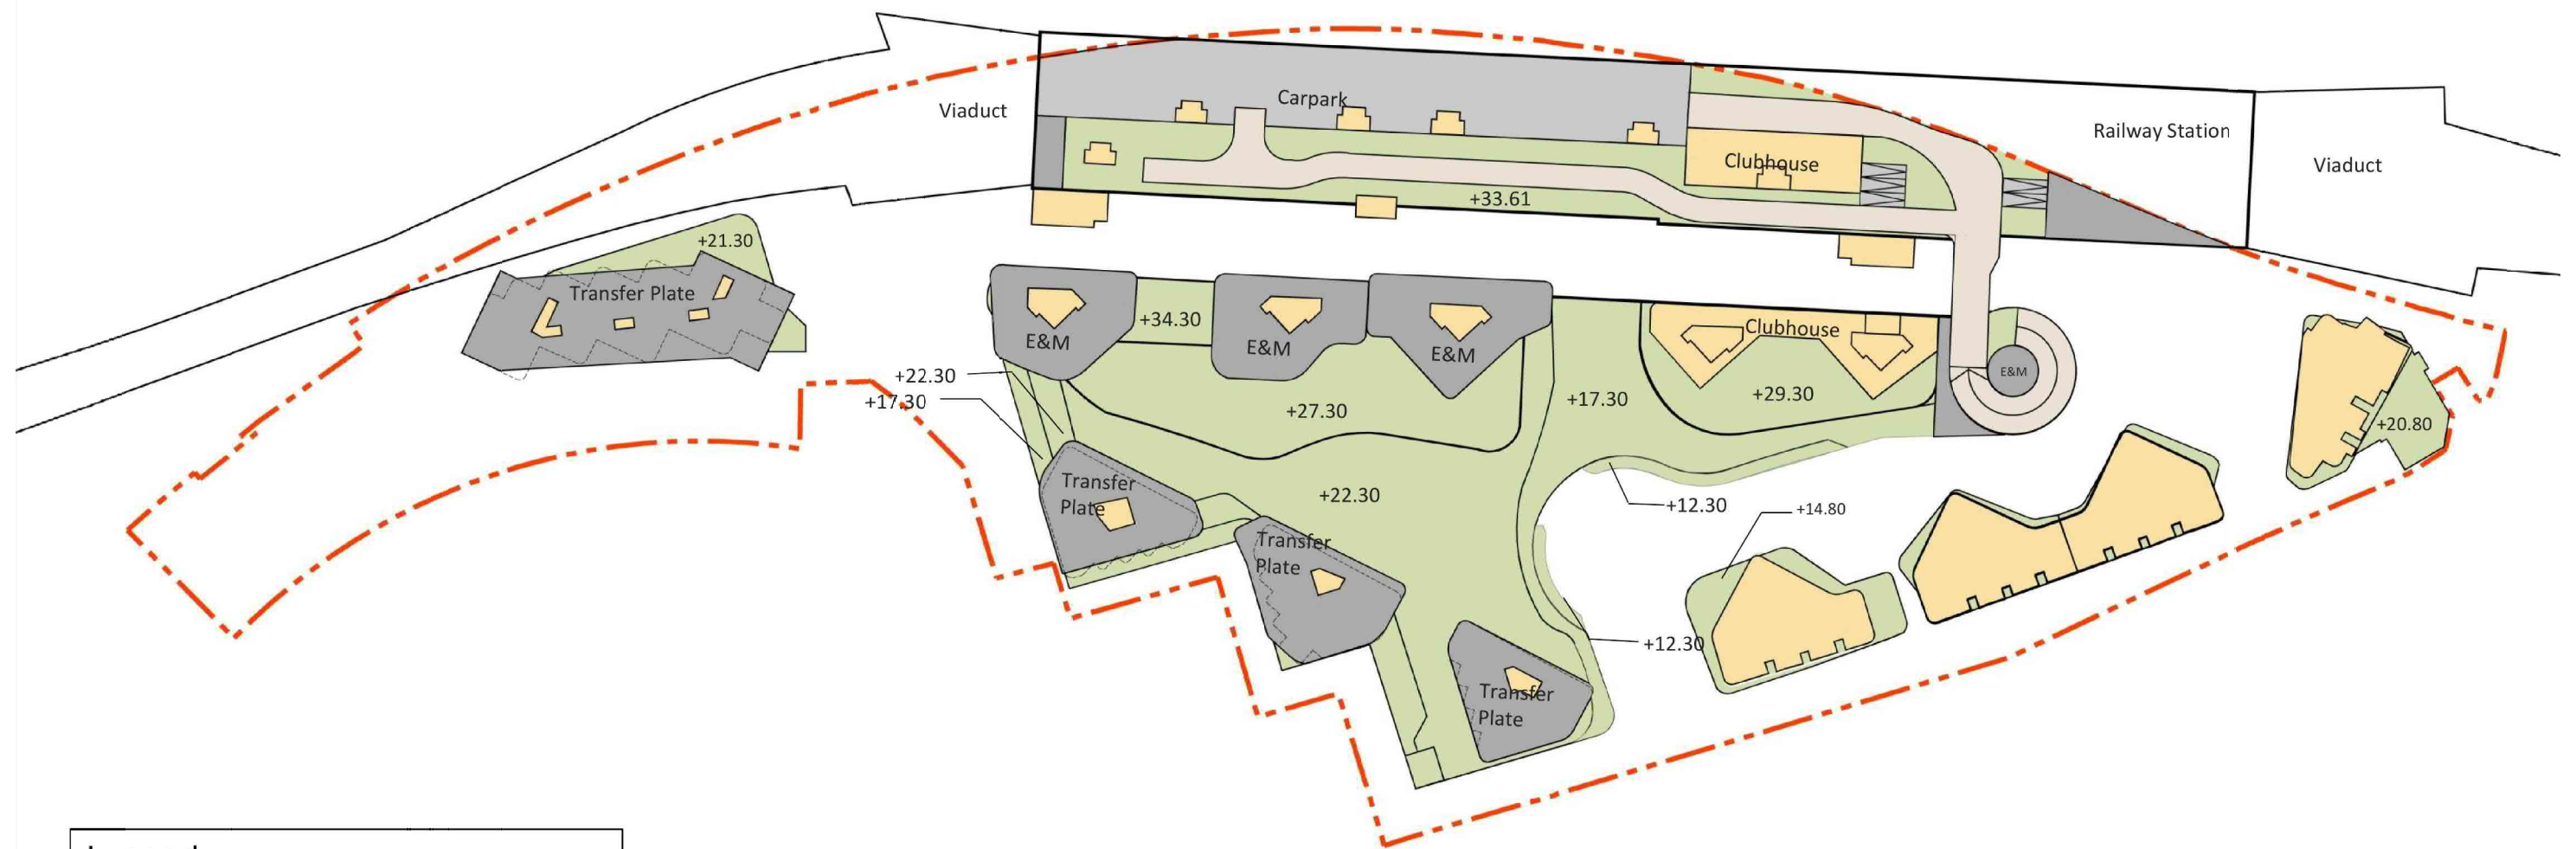 Carpark
Viaduct
Railway Station
Clubhouse
Viaduct
+33.61
+21.30
Transfer Plate
+34.30
E&M
E&M
E&M
Clubhouse
E&M
+22.30
+17.30
+27.30
+17.30
+29.30
+20.80
Transfer
Plate
+22.30
+12.30
+14.80
Transfer
Plate
+12.30
Transfer
Plate